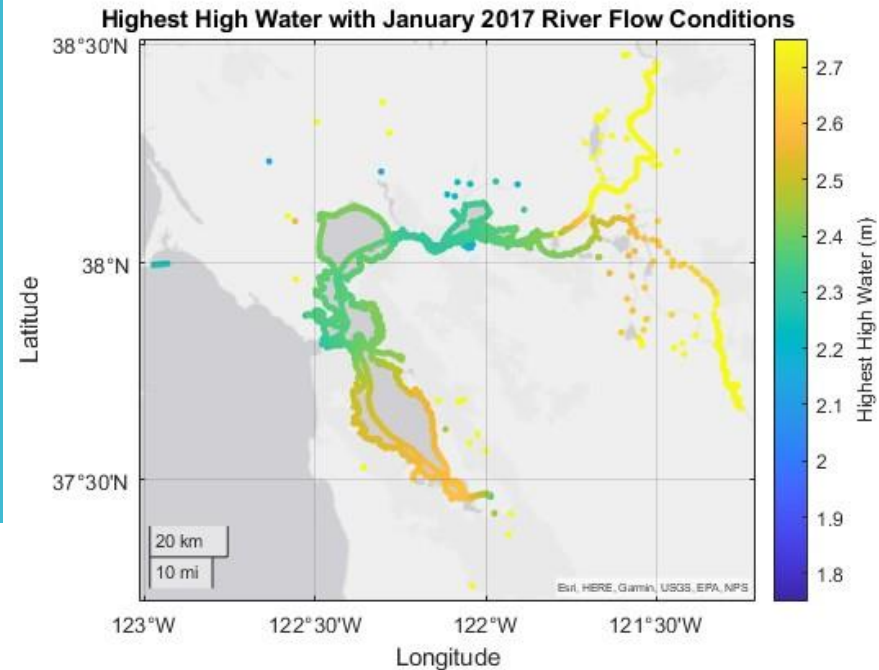 Highest High Water with January 2017 River Flow Conditions
38°30'N
38°N
37°30'N
Latitude
20 km
10 mi
Esri, HERE, Garmin, USGS, EPA, NPS
123°W
122°30'W
122°W
121°30'W
Longitude
2.7
2.6
2.5
2.4
2.3
2.2
2.1
2
1.9
1.8
Highest High Water (m)